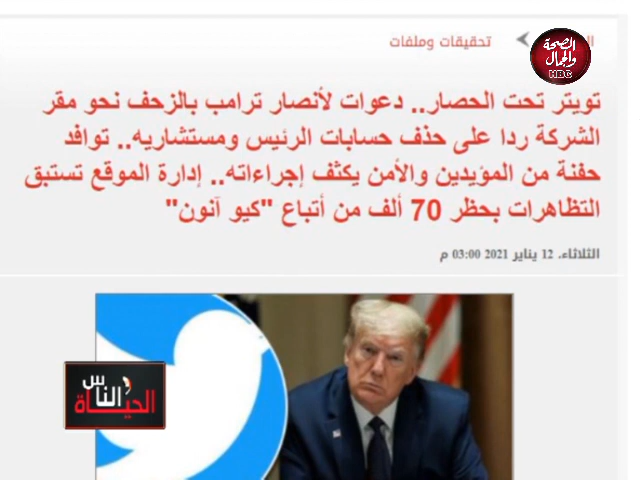 تحقيقات وملفات
الصحة
والجمال
HBC
تويتر تحت الحصار.. دعوات لأنصار ترامب بالزحف نحو مقر
الشركة ردا على حذف حسابات الرئيس ومستشاريه.. توافد
حفنة من المؤيدين والأمن يكثف إجراءاته.. إدارة الموقع تستبق
التظاهرات بحظر 70 ألف من أتباع "كيو آنون"
الثلاثاء، 12 يناير 2021 03:00 م
الناس
الحياة